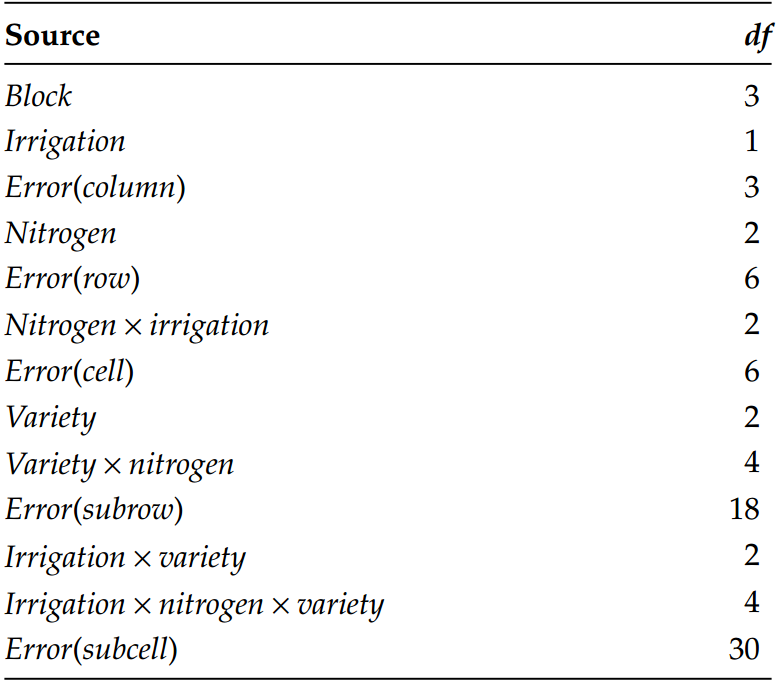 Source df
Block 3
Irrigation 1
Error(column) 3
Nitrogen 2
Error(row) 6
Nitrogen × irrigation 2
Error(cell) 6
Variety 2
Variety × nitrogen 4
Error(subrow) 18
Irrigation × variety 2
Irrigation × nitrogen × variety 4
Error(subcell) 30